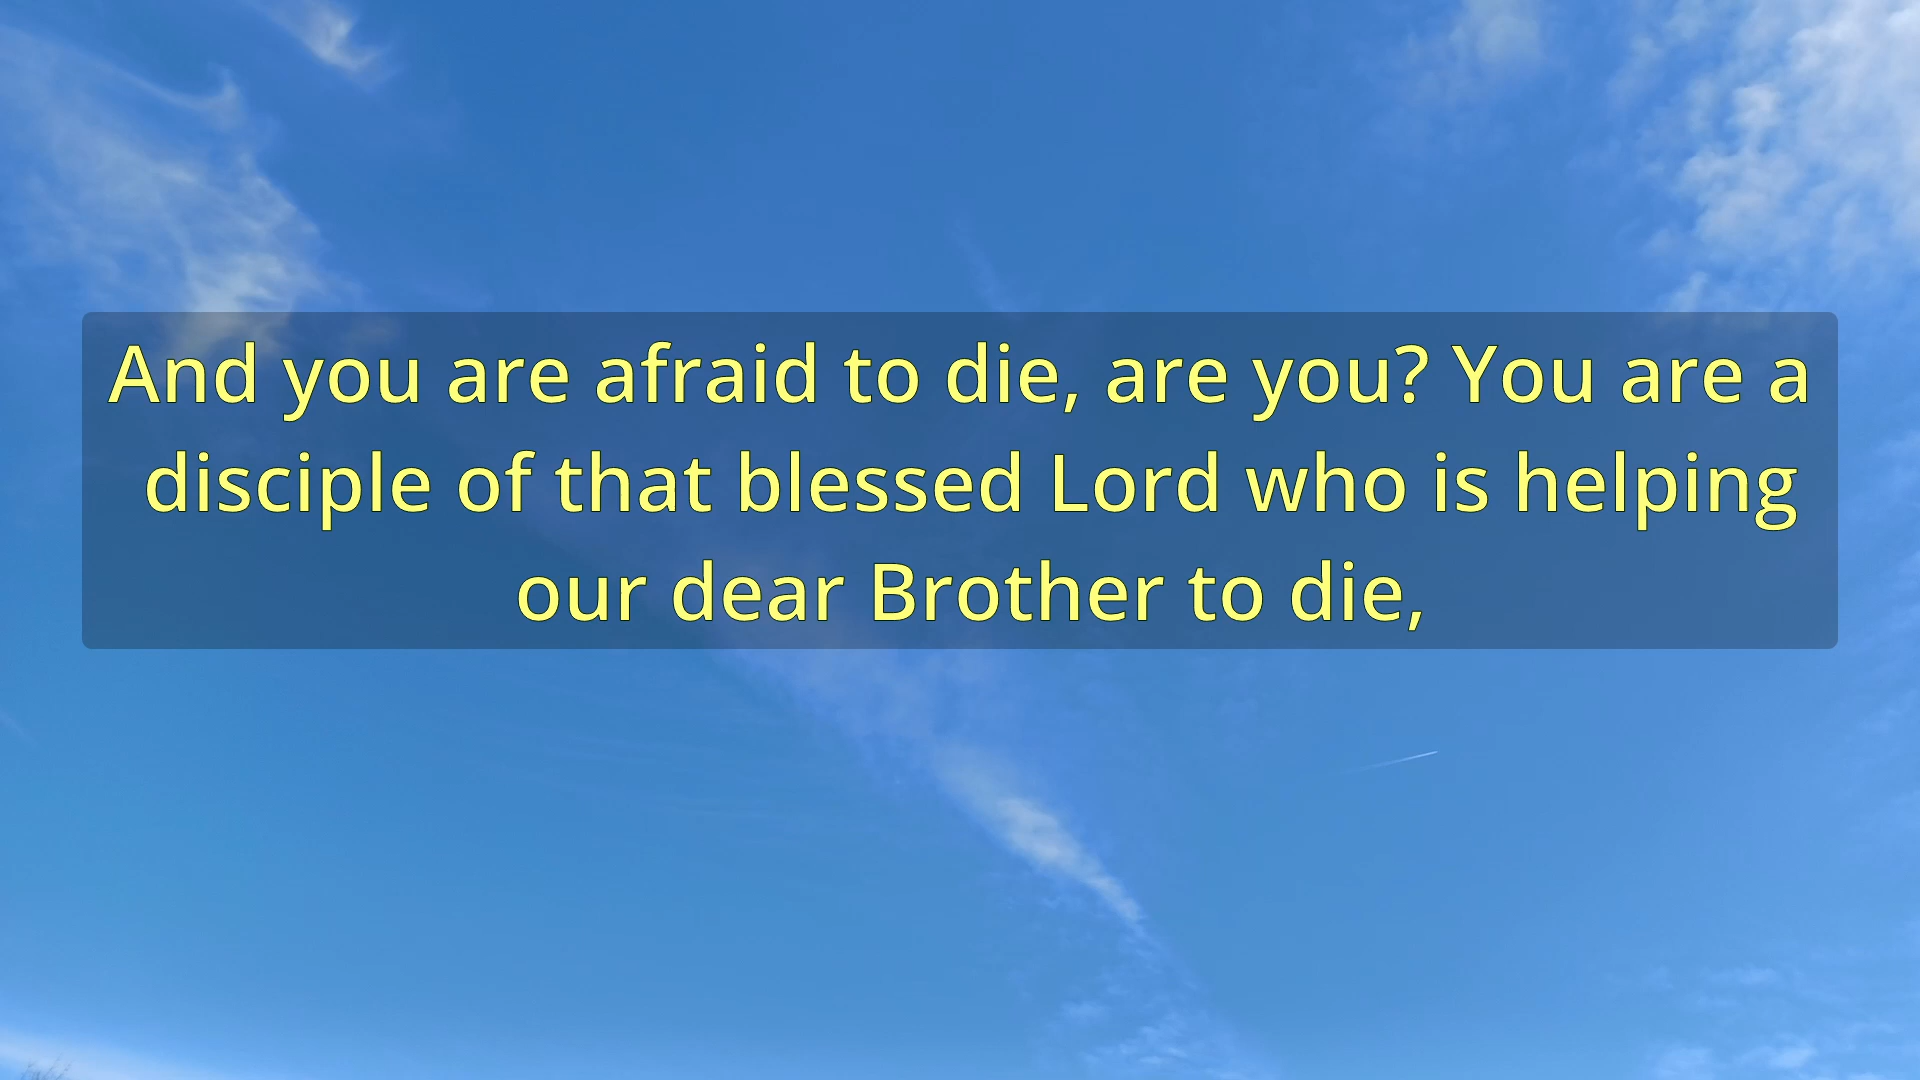 And you are afraid to die, are you? You are a
disciple of that blessed Lord who is helping
our dear Brother to die,